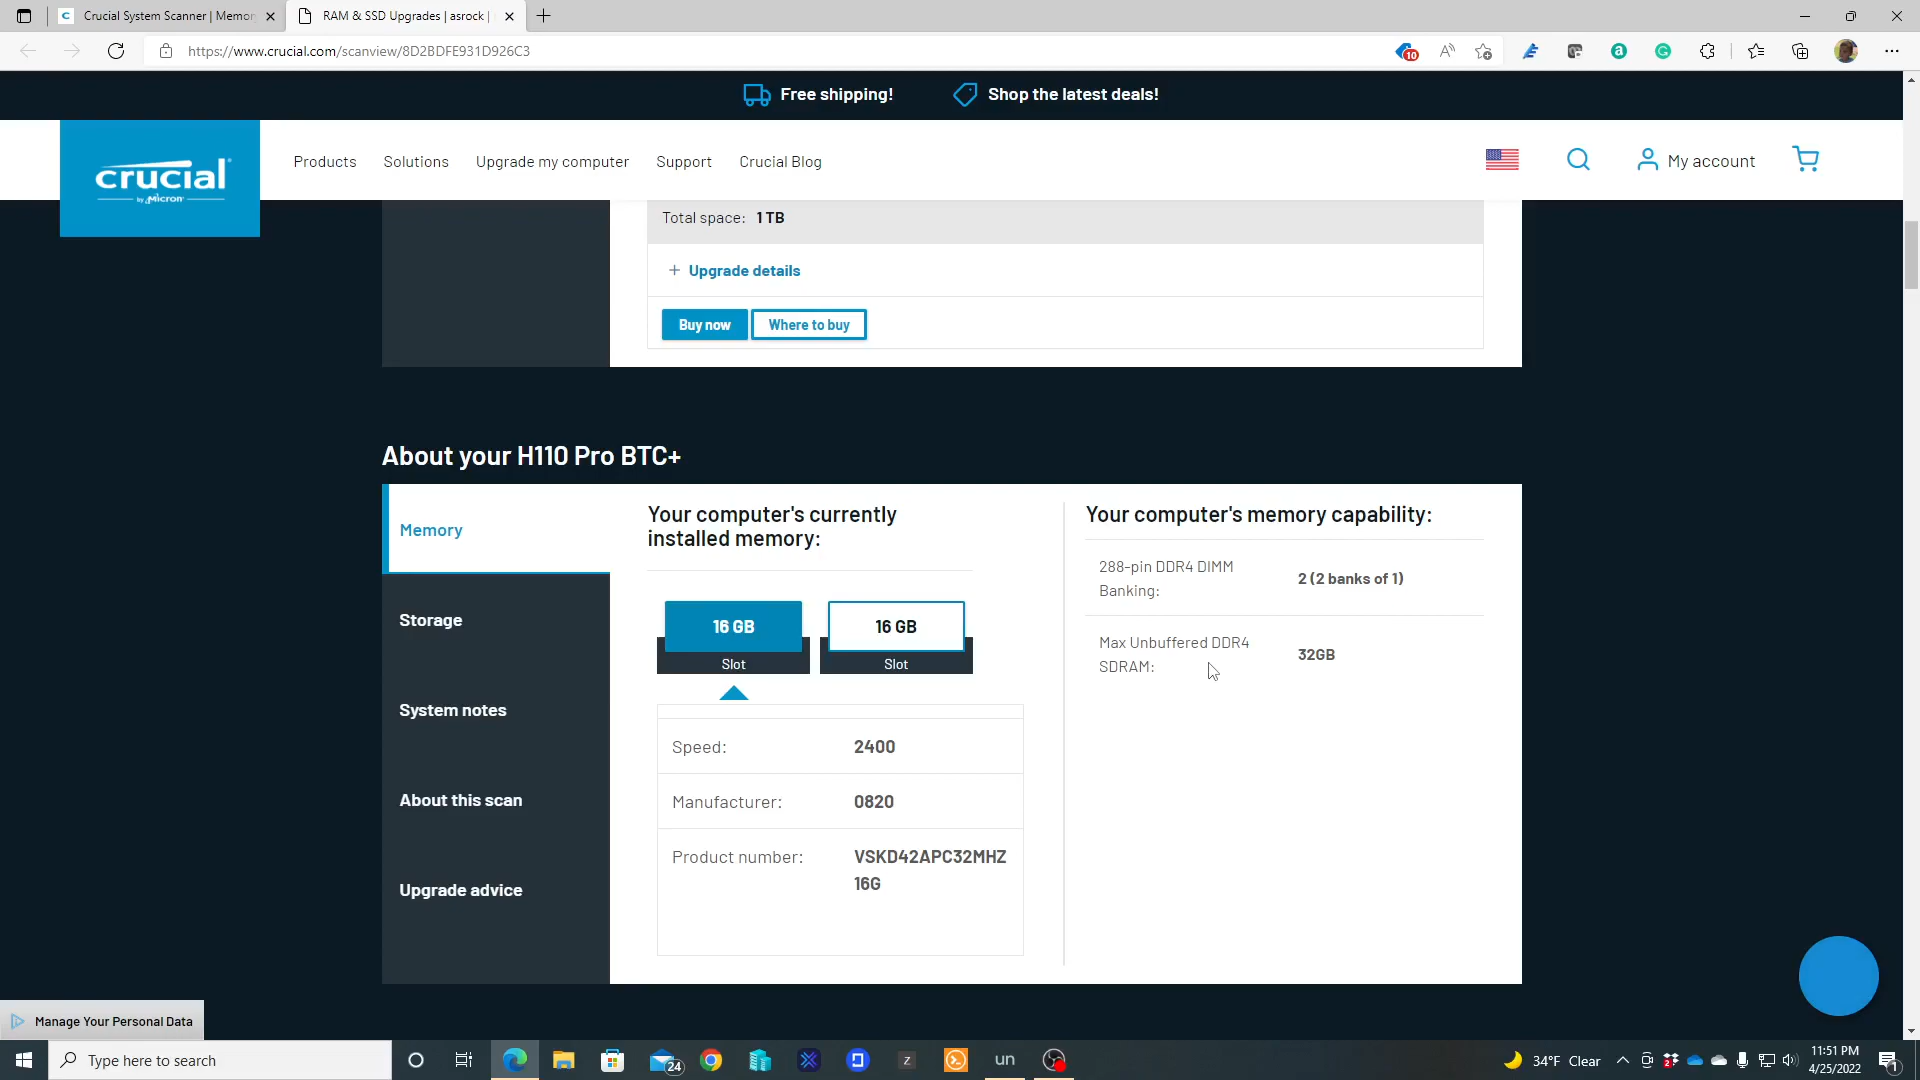 Crucial System Scanner | Memor
RAM & SSD Upgrades | asrock |
https://www.crucial.com/scanview/8D2BDFE931D926C3
10
Free shipping!
Shop the latest deals!
crucial
by Micron
Products
Solutions
Upgrade my computer
Support
Crucial Blog
My account
Total space: 1 TB
+ Upgrade details
Buy now
Where to buy
About your H110 Pro BTC+
Memory
Storage
System notes
About this scan
Upgrade advice
Your computer's currently
installed memory:
16 GB
Slot
16 GB
Slot
Speed: 2400
Manufacturer: 0820
Product number: VSKD42APC32MHZ
16G
Your computer's memory capability:
288-pin DDR4 DIMM
Banking:
2 (2 banks of 1)
Max Unbuffered DDR4
SDRAM:
32GB
Manage Your Personal Data
Type here to search
24
un
34°F Clear
11:51 PM
4/25/2022
1